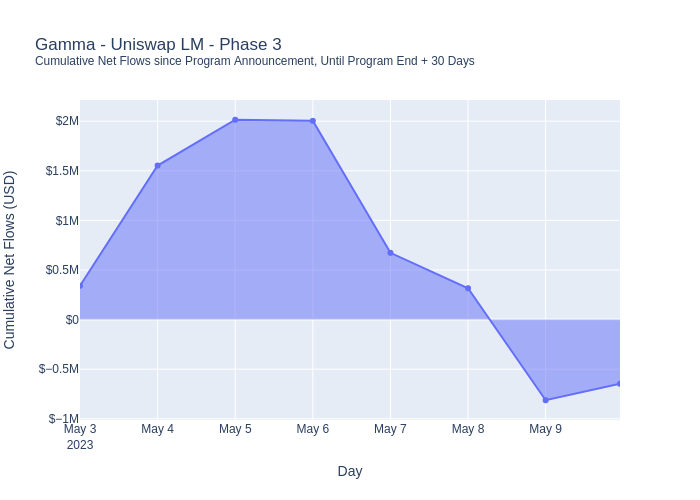 Gamma - Uniswap LM - Phase 3
Cumulative Net Flows since Program Announcement, Until Program End + 30 Days
Cumulative Net Flows (USD)
$2M
$1.5M
$1M
$0.5M
$0
$−0.5M
$−1M
May 3 May 4 May 5 May 6 May 7 May 8 May 9
2023
Day